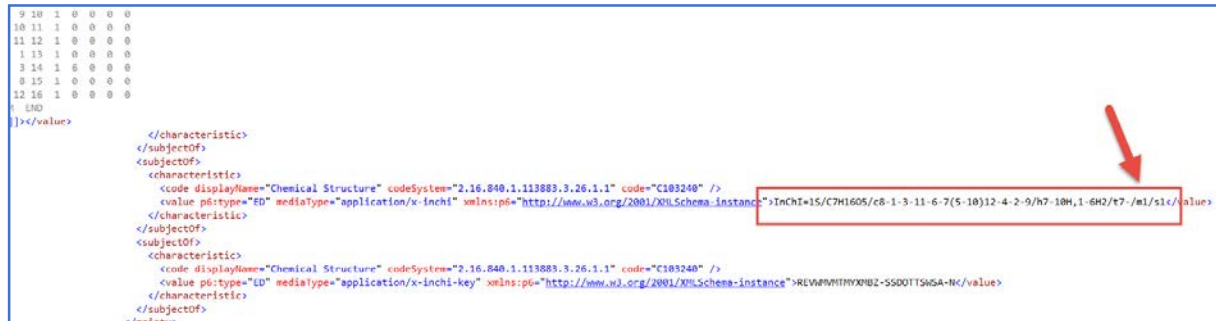 9 10 1 0 0 0 0
10 11 1 0 0 0 0
11 12 1 0 0 0 0
1 13 1 0 0 0 0
3 14 1 6 0 0 0
8 15 1 0 0 0 0
12 16 1 0 0 0 0
END
]]></value>
</characteristic>
</subjectOf>
<subjectOf>
<characteristic>
<code displayName="Chemical Structure" codeSystem="2.16.840.1.113883.3.26.1.1" code="C103240" />
<value p6:type="ED" mediaType="application/x-inchi" xmlns:p6="http://www.w3.org/2001/XMLSchema-instance">InChI=1S/C7H16O5/c8-1-3-11-6-7(5-10)12-4-2-9/h7-10H,1-6H2/t7-/m1/s1</value>
</characteristic>
</subjectOf>
<subjectOf>
<characteristic>
<code displayName="Chemical Structure" codeSystem="2.16.840.1.113883.3.26.1.1" code="C103240" />
<value p6:type="ED" mediaType="application/x-inchi-key" xmlns:p6="http://www.w3.org/2001/XMLSchema-instance">REVWMVMTMYXMBZ-SSDOTTSWSA-N</value>
</characteristic>
</subjectOf>